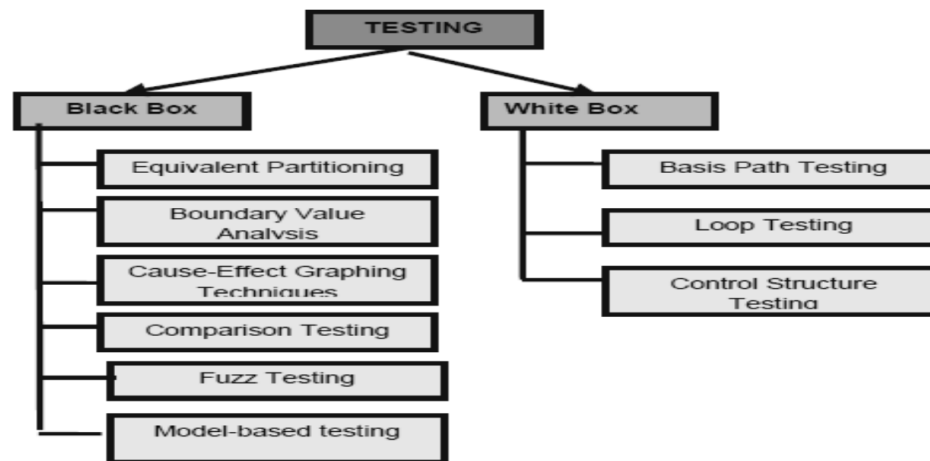 TESTING
Black Box
White Box
Equivalent Partitioning
Boundary Value
Analysis
Cause-Effect Graphing
Techniques
Comparison Testing
Fuzz Testing
Model-based testing
Basis Path Testing
Loop Testing
Control Structure
Testing